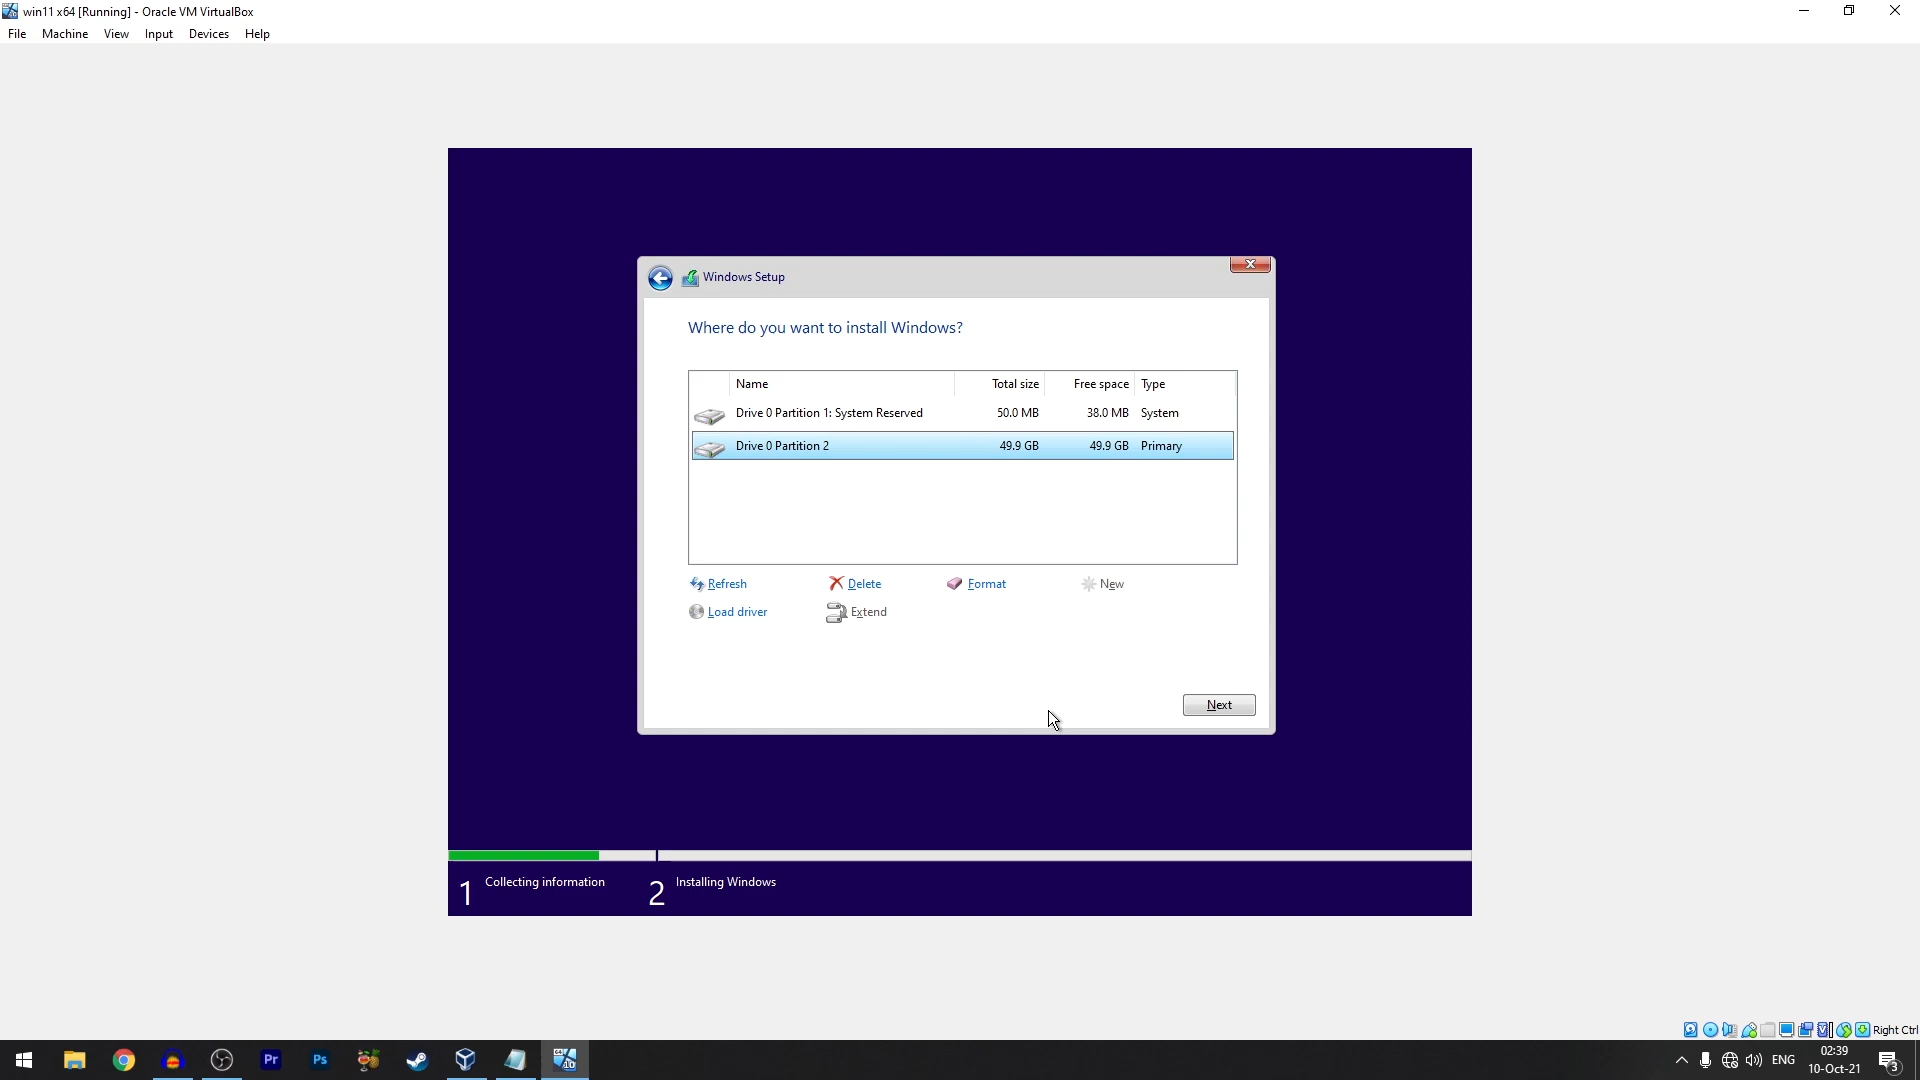 win11 x64 [Running] - Oracle VM VirtualBox
File Machine View Input Devices Help
Windows Setup
Where do you want to install Windows?
Name Total size Free space Type
Drive 0 Partition 1: System Reserved 50.0 MB 38.0 MB System
Drive 0 Partition 2 49.9 GB 49.9 GB Primary
Refresh Delete Format New
Load driver Extend
Next
1 Collecting information 2 Installing Windows
Right Ctrl
Pr Ps ENG 02:39
10-Oct-21 3